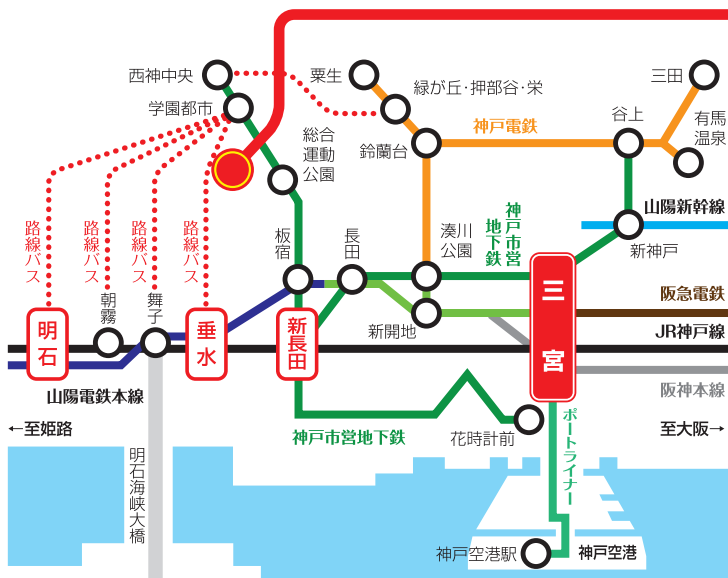 西神中央
粟生
三田
緑が丘・押部谷・栄
学園都市
谷上
有馬
温泉
神戸電鉄
総合
運動
公園
鈴蘭台
山陽新幹線
路線バス
路線バス
路線バス
路線バス
板宿
長田
湊川
公園
神戸市営
地下鉄
新神戸
朝霧
舞子
三宮
阪急電鉄
明石
垂水
新長田
新開地
JR神戸線
山陽電鉄本線
阪神本線
←至姫路
神戸市営地下鉄
花時計前
ポートライナー
至大阪→
明石海峡大橋
神戸空港駅
神戸空港